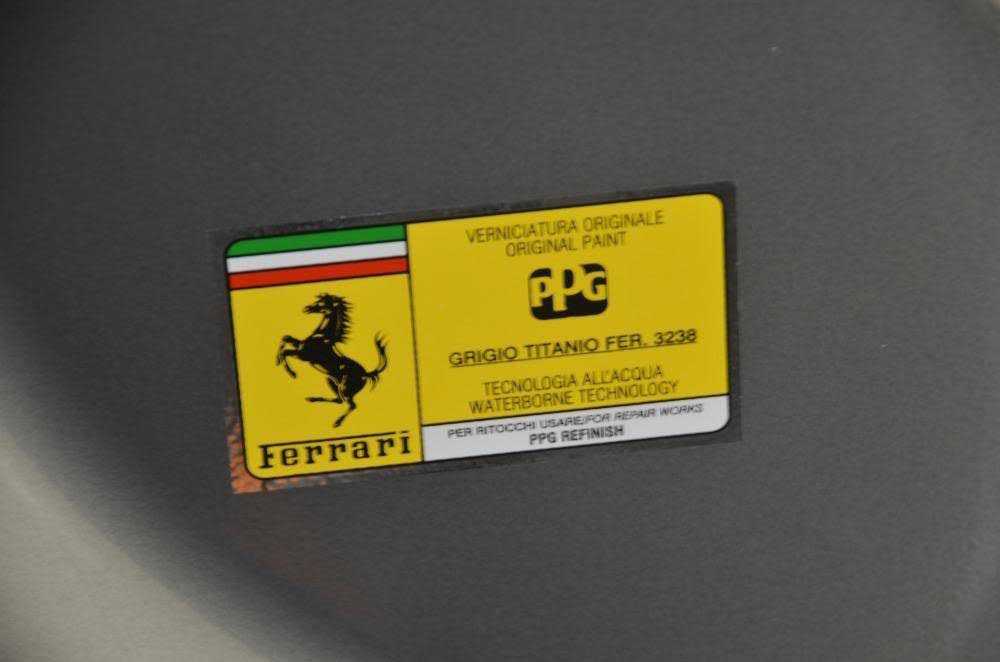 VERNICIATURA ORIGINALE
ORIGINAL PAINT
PPG
GRIGIO TITANIO FER. 3238
TECNOLOGIA ALL'ACQUA
WATERBORNE TECHNOLOGY
PER RITOCCHI USARE/FOR REPAIR WORKS
PPG REFINISH
Ferrari